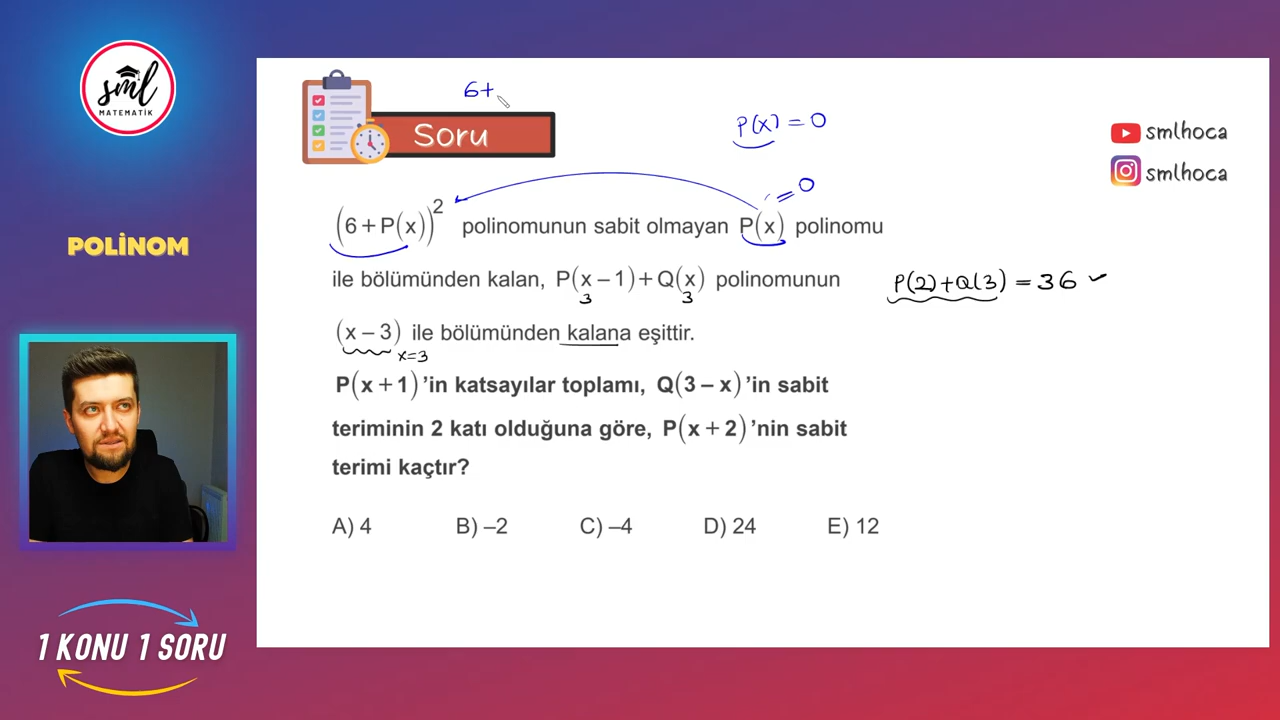 sml
MATEMATİK
6+
Soru
P(x) = 0
smlhoca
smlhoca
= 0
POLİNOM
(6 + P(x))² polinomunun sabit olmayan P(x) polinomu
ile bölümünden kalan, P(x – 1) + Q(x) polinomunun
3 3
P(2)+Q(3) = 36 ✓
(x – 3) ile bölümünden kalana eşittir.
x=3
P(x + 1)'in katsayılar toplamı, Q(3 – x)'in sabit
teriminin 2 katı olduğuna göre, P(x + 2)'nin sabit
terimi kaçtır?
A) 4 B) –2 C) –4 D) 24 E) 12
1 KONU 1 SORU